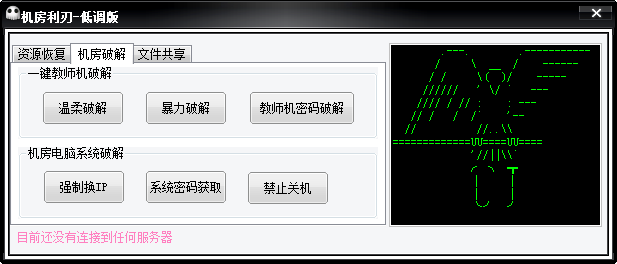 机房利刃-低调版
资源恢复 机房破解 文件共享
一键教师机破解
温柔破解 暴力破解 教师机密码破解
机房电脑系统破解
强制换IP 系统密码获取 禁止关机
目前还没有连接到任何服务器